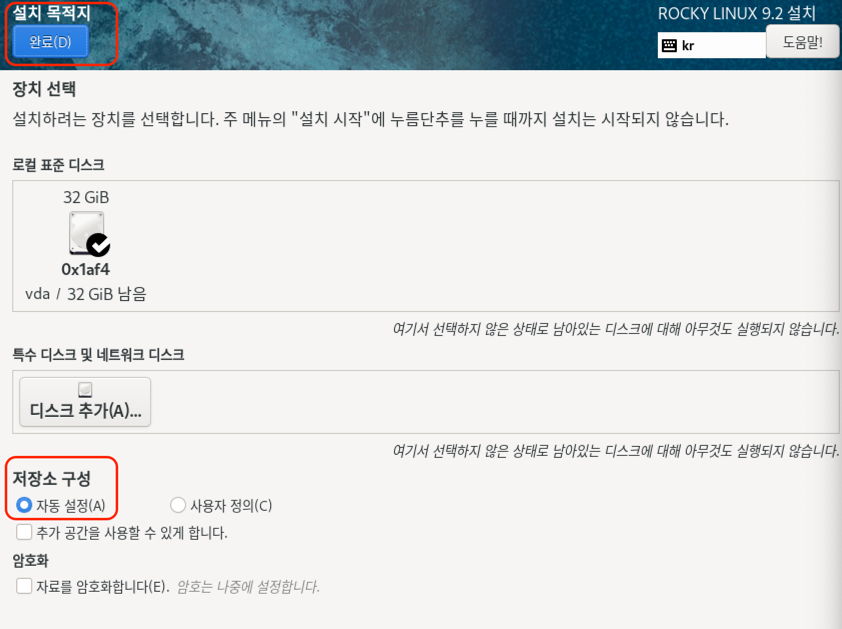 설치 목적지
ROCKY LINUX 9.2 설치
완료(D)
kr
도움말!
장치 선택
설치하려는 장치를 선택합니다. 주 메뉴의 "설치 시작"에 누름단추를 누를 때까지 설치는 시작되지 않습니다.
로컬 표준 디스크
32 GiB
0x1af4
vda / 32 GiB 남음
여기서 선택하지 않은 상태로 남아있는 디스크에 대해 아무것도 실행되지 않습니다.
특수 디스크 및 네트워크 디스크
디스크 추가(A)...
여기서 선택하지 않은 상태로 남아있는 디스크에 대해 아무것도 실행되지 않습니다.
저장소 구성
자동 설정(A) 사용자 정의(C)
추가 공간을 사용할 수 있게 합니다.
암호화
자료를 암호화합니다(E). 암호는 나중에 설정합니다.